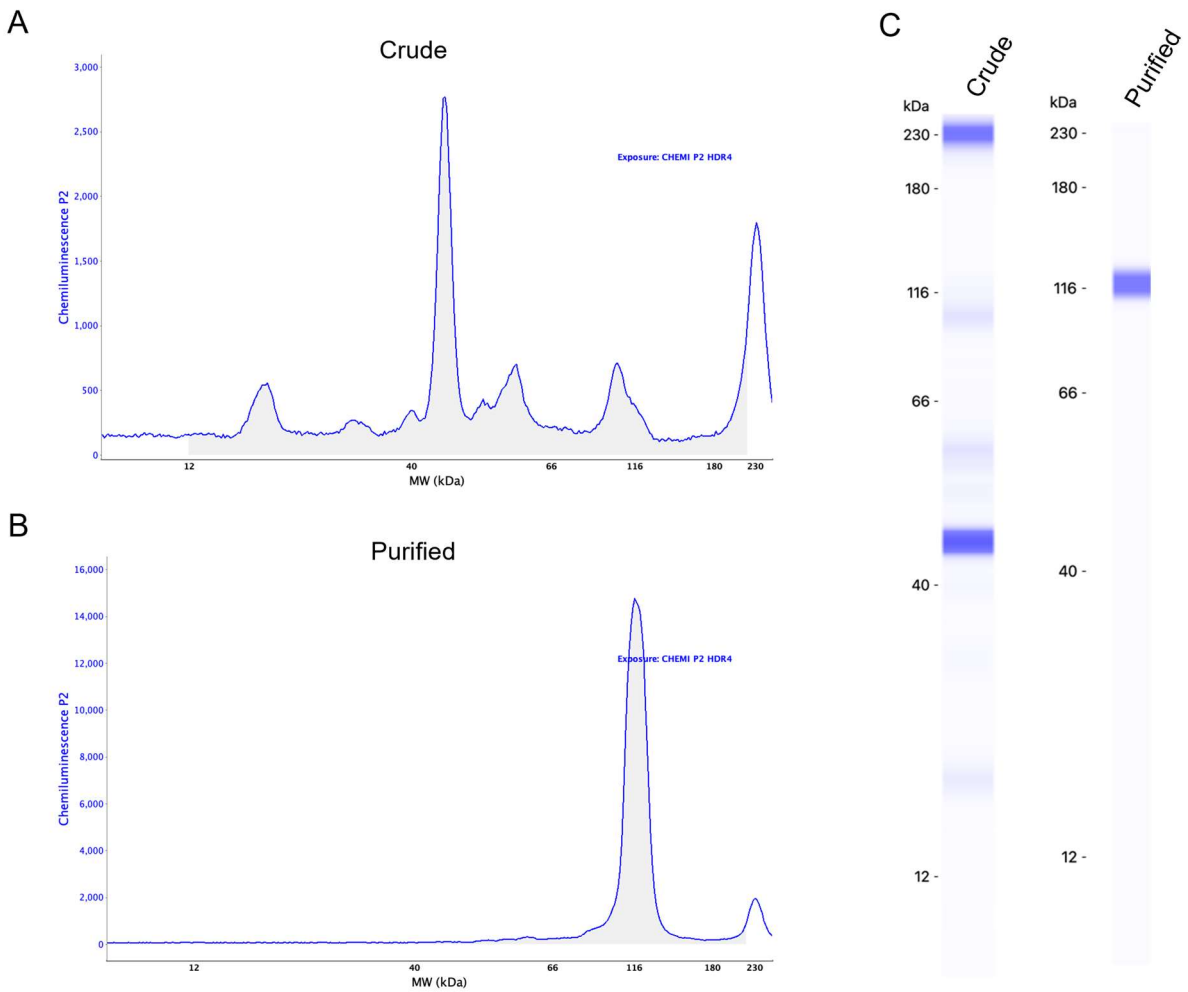 A
Crude
3,000
2,500
2,000
1,500
1,000
500
0
Chemiluminescence P2
Exposure: CHEMI P2 HDR4
12 40 66 116 180 230
MW (kDa)
B
Purified
16,000
14,000
12,000
10,000
8,000
6,000
4,000
2,000
0
Chemiluminescence P2
Exposure: CHEMI P2 HDR4
12 40 66 116 180 230
MW (kDa)
C
Crude
kDa
230 -
180 -
116 -
66 -
40 -
12 -
Purified
kDa
230 -
180 -
116 -
66 -
40 -
12 -